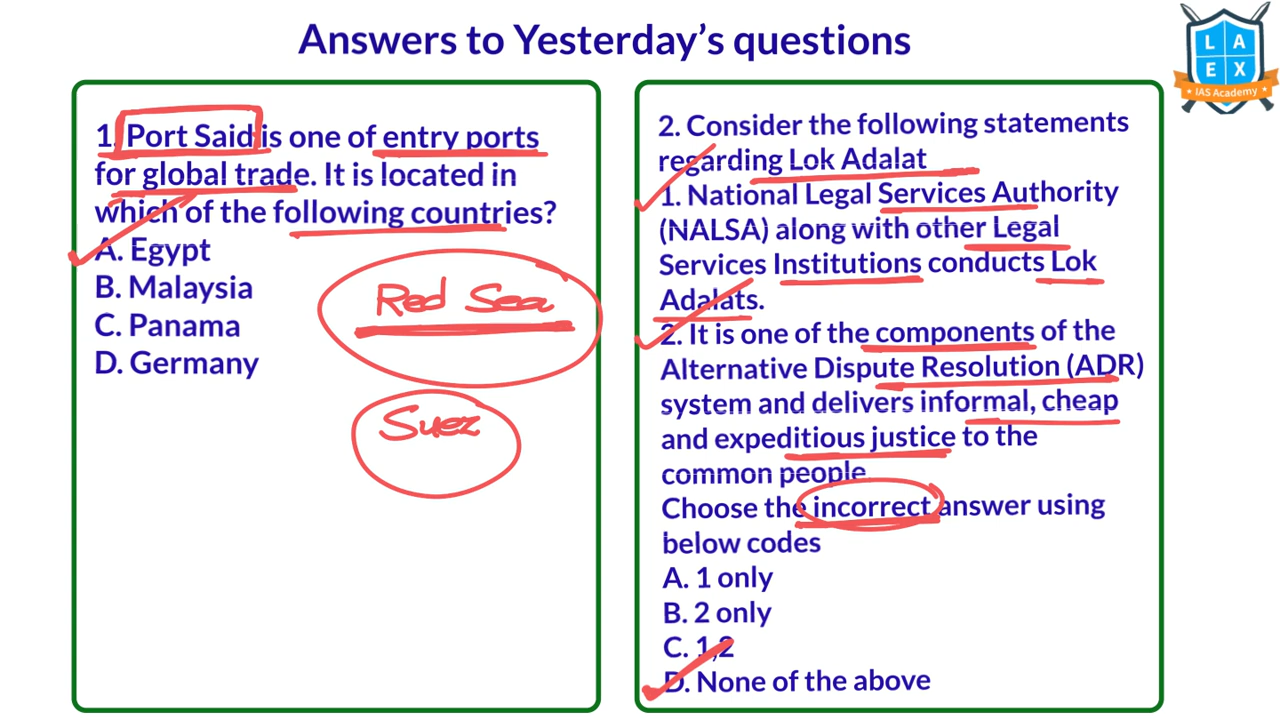 Answers to Yesterday's questions
L A
E X
IAS Academy
1. Port Said is one of entry ports
for global trade. It is located in
which of the following countries?
A. Egypt
B. Malaysia
C. Panama
D. Germany
Red Sea
Suez
2. Consider the following statements
regarding Lok Adalat
1. National Legal Services Authority
(NALSA) along with other Legal
Services Institutions conducts Lok
Adalats.
2. It is one of the components of the
Alternative Dispute Resolution (ADR)
system and delivers informal, cheap
and expeditious justice to the
common people
Choose the incorrect answer using
below codes
A. 1 only
B. 2 only
C. 1,2
D. None of the above